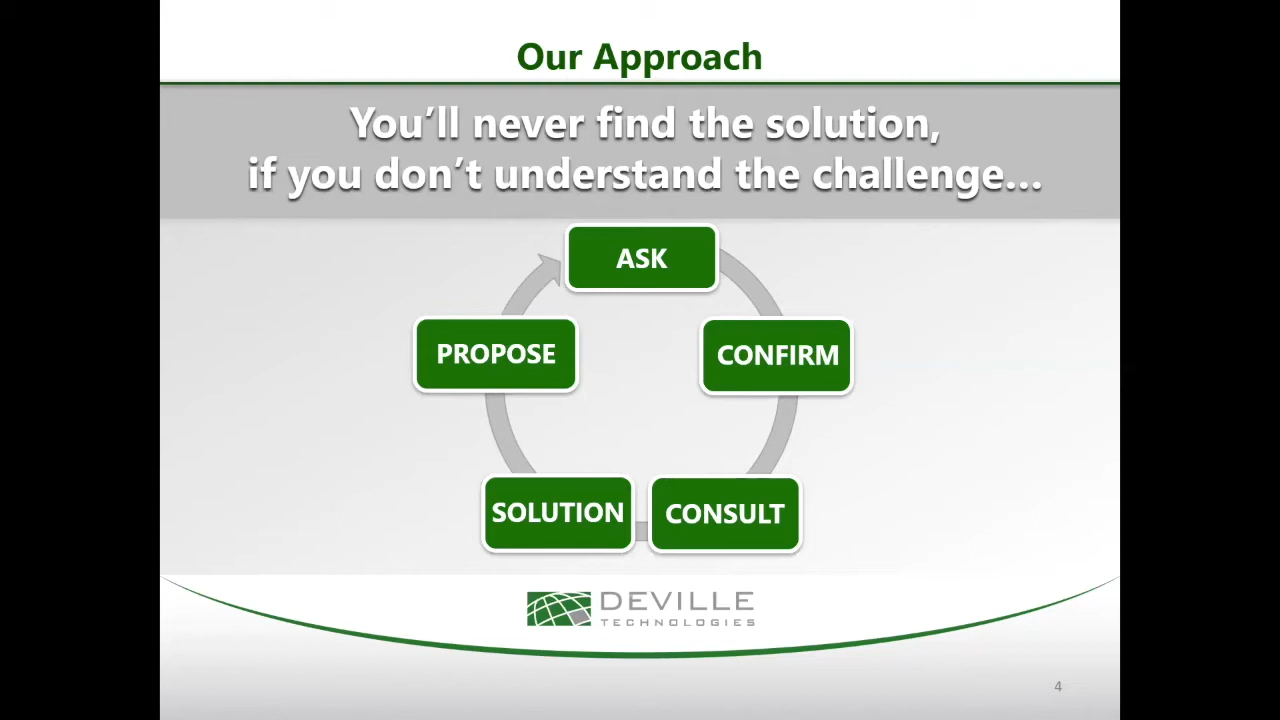 Our Approach
You’ll never find the solution,
if you don’t understand the challenge...
ASK
PROPOSE
CONFIRM
SOLUTION
CONSULT
DEVILLE
TECHNOLOGIES
4